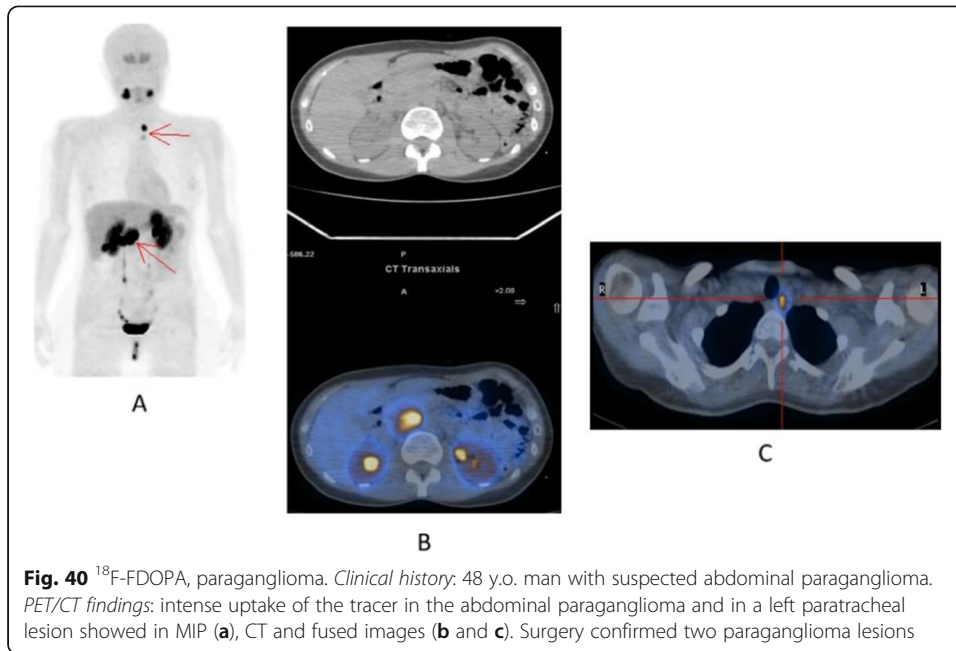 A
-506.22
P
CT Transaxials
A
×2.00
B
R
L
C
Fig. 40 ¹⁸F-FDOPA, paraganglioma. Clinical history: 48 y.o. man with suspected abdominal paraganglioma.
PET/CT findings: intense uptake of the tracer in the abdominal paraganglioma and in a left paratracheal
lesion showed in MIP (a), CT and fused images (b and c). Surgery confirmed two paraganglioma lesions